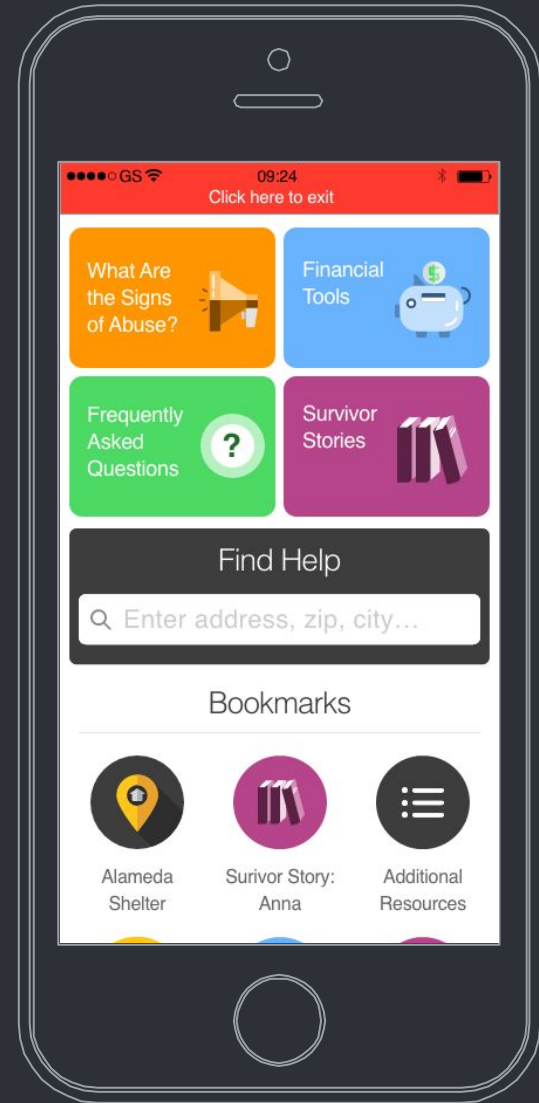 GS 09:24
Click here to exit
What Are
the Signs
of Abuse?
Financial
Tools
$
Frequently
Asked
Questions
?
Survivor
Stories
Find Help
Enter address, zip, city...
Bookmarks
Alameda
Shelter
Surivor Story:
Anna
Additional
Resources